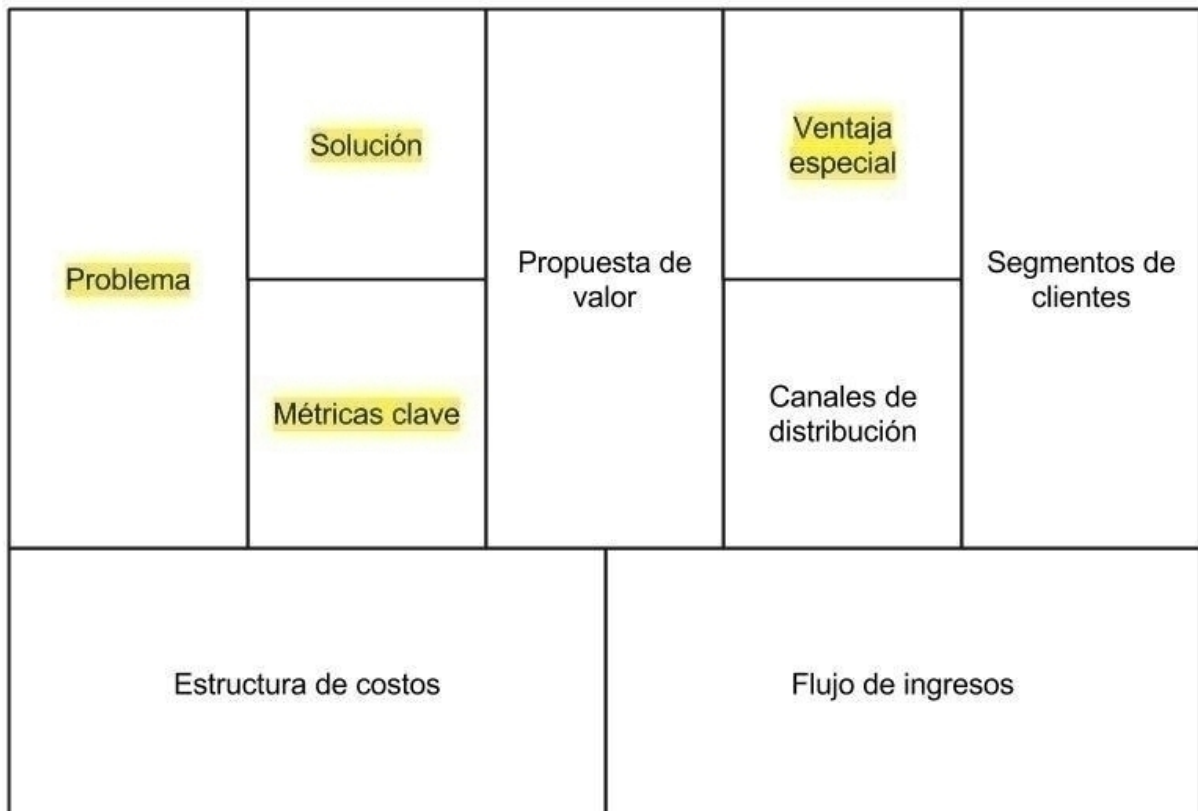 Problema
Solución
Métricas clave
Propuesta de
valor
Ventaja
especial
Canales de
distribución
Segmentos de
clientes
Estructura de costos
Flujo de ingresos